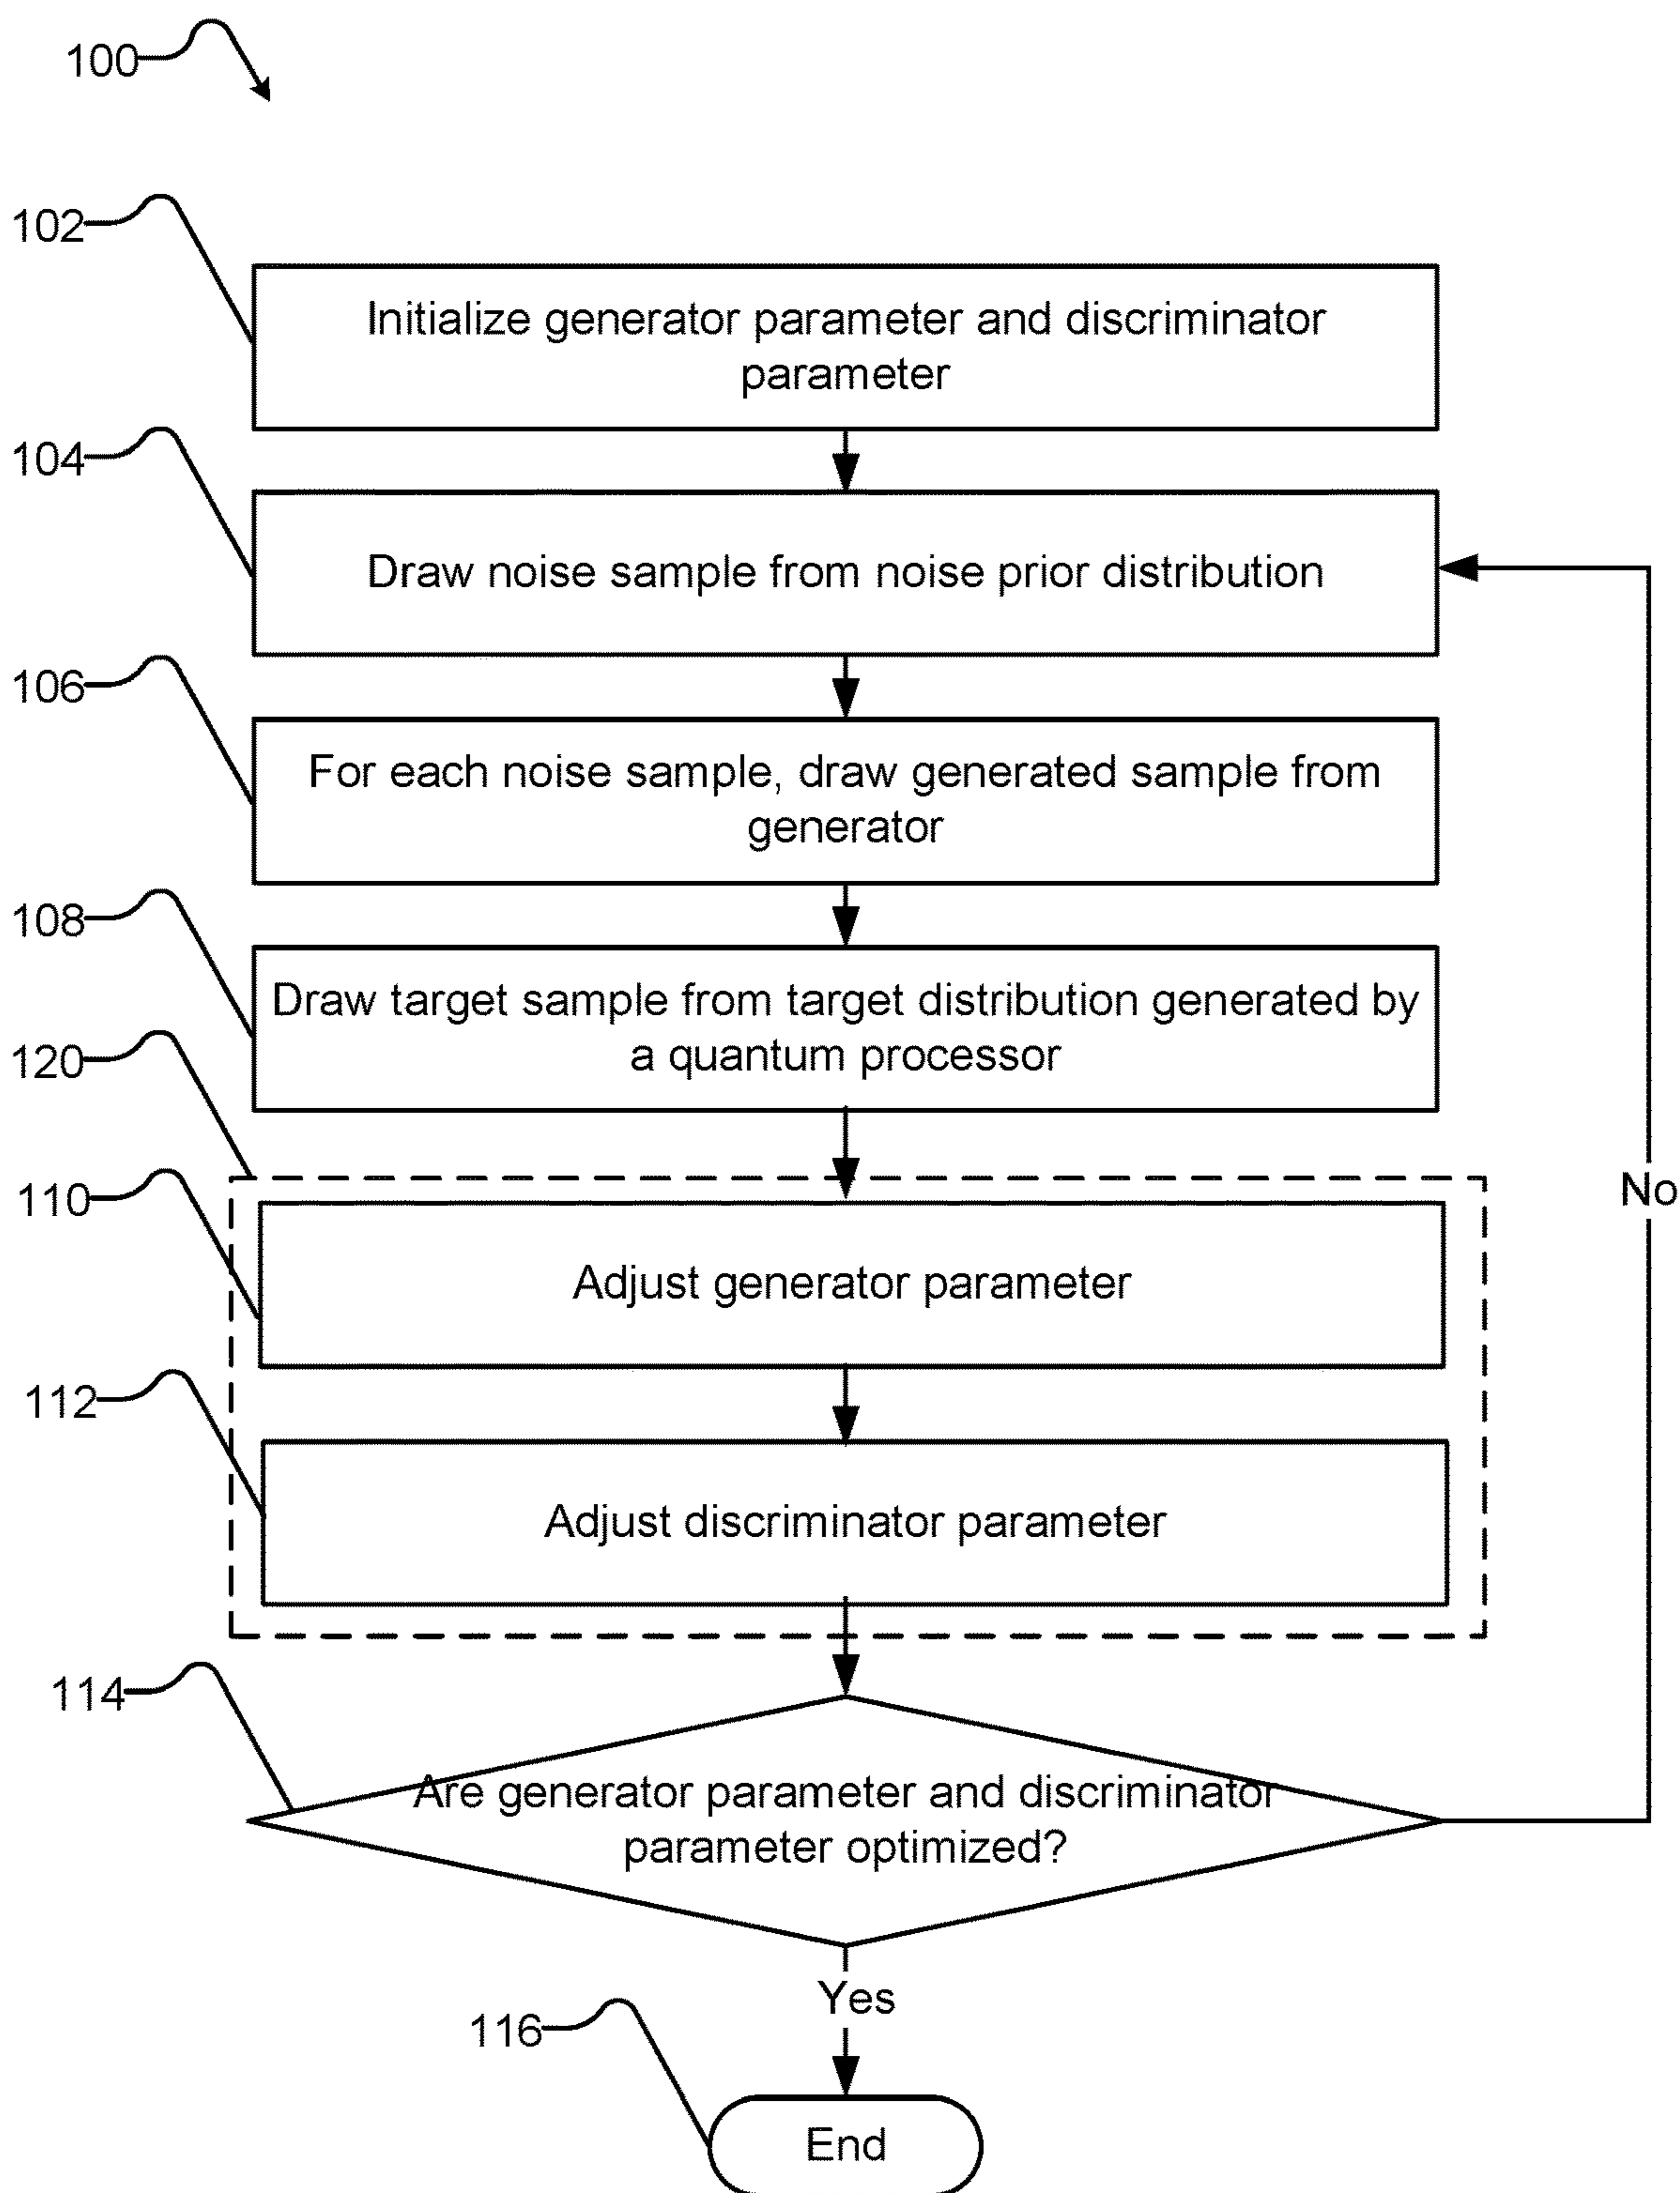 100
102
Initialize generator parameter and discriminator
parameter
104
Draw noise sample from noise prior distribution
106
For each noise sample, draw generated sample from
generator
108
Draw target sample from target distribution generated by
a quantum processor
120
110
No
Adjust generator parameter
112
Adjust discriminator parameter
114
Are generator parameter and discriminator
parameter optimized?
Yes
116
End